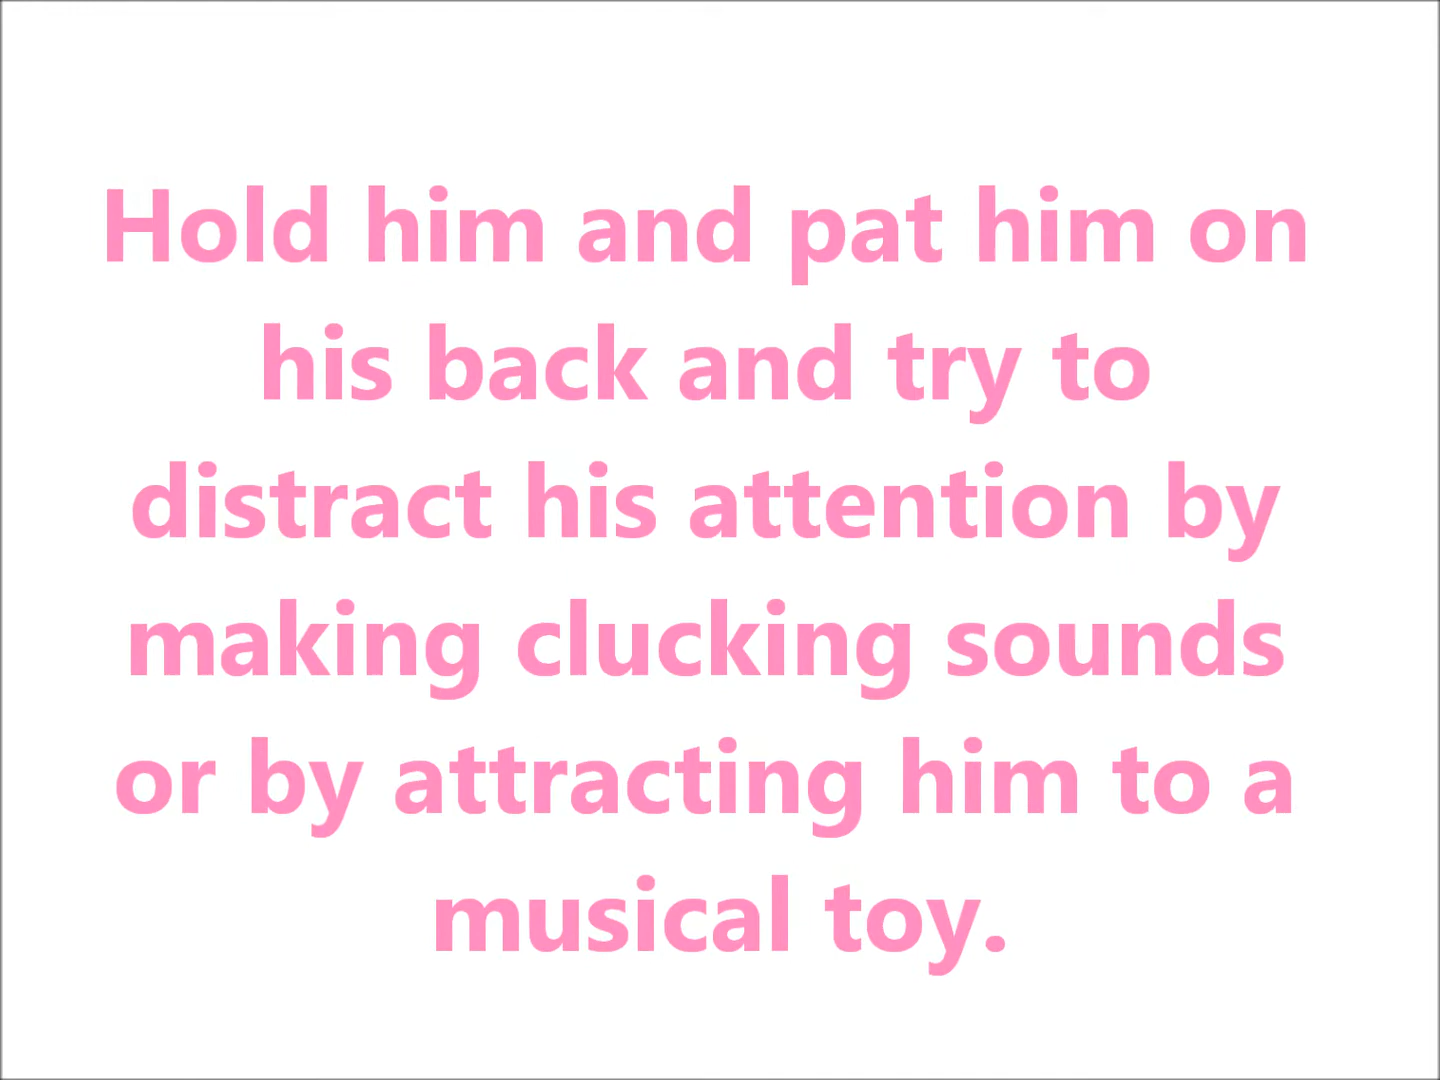 Hold him and pat him on
his back and try to
distract his attention by
making clucking sounds
or by attracting him to a
musical toy.